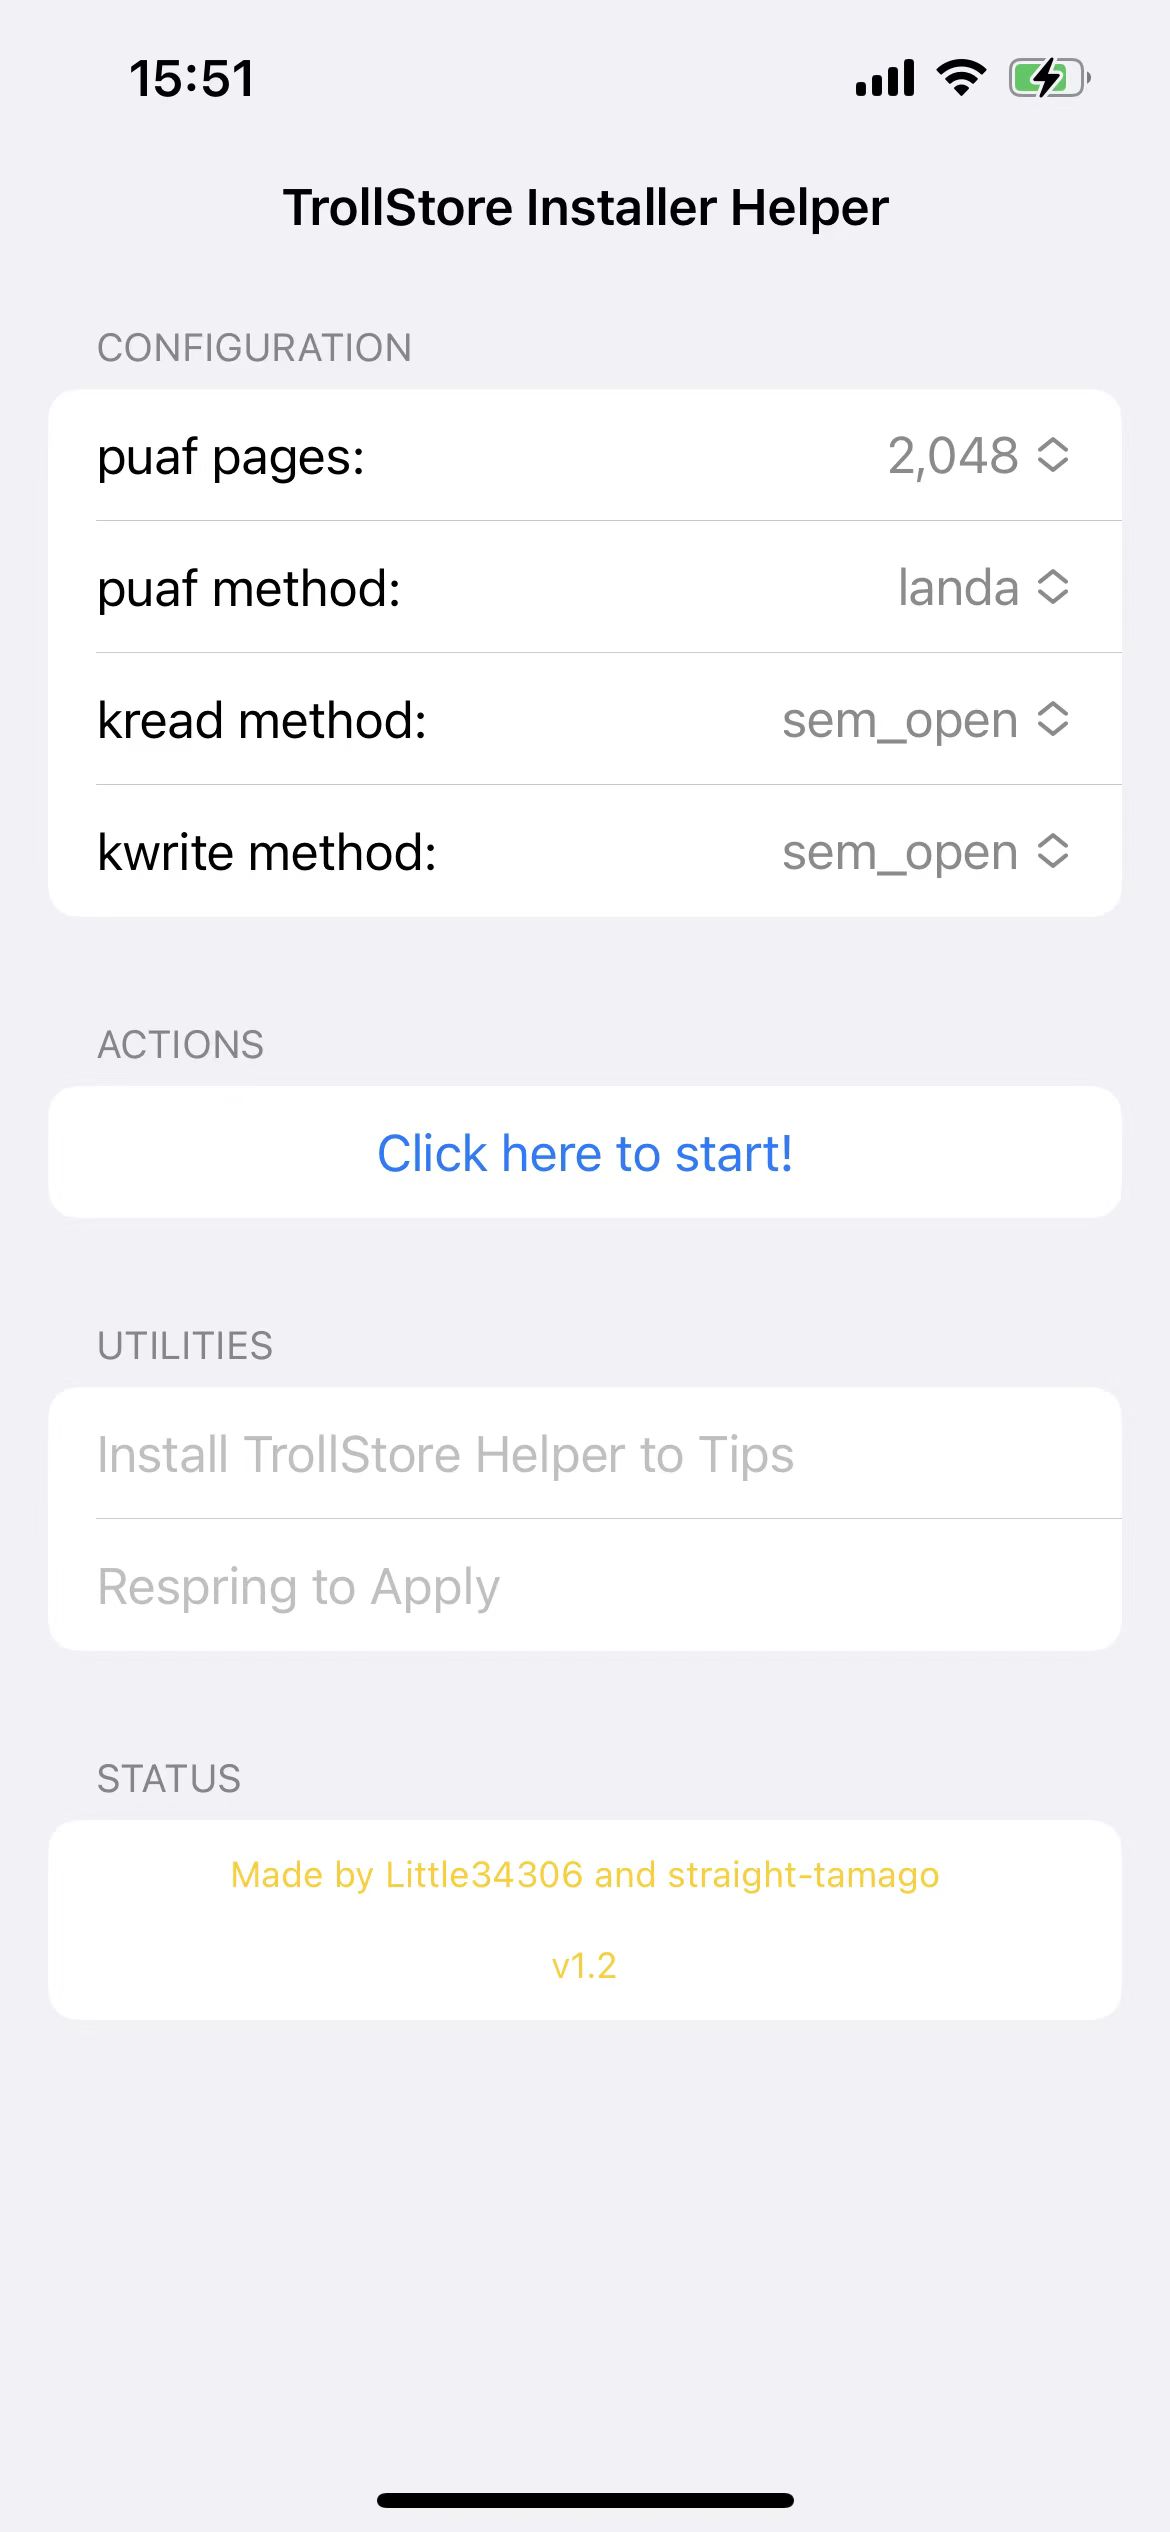 15:51
TrollStore Installer Helper
CONFIGURATION
puaf pages: 2,048
puaf method: landa
kread method: sem_open
kwrite method: sem_open
ACTIONS
Click here to start!
UTILITIES
Install TrollStore Helper to Tips
Respring to Apply
STATUS
Made by Little34306 and straight-tamago
v1.2